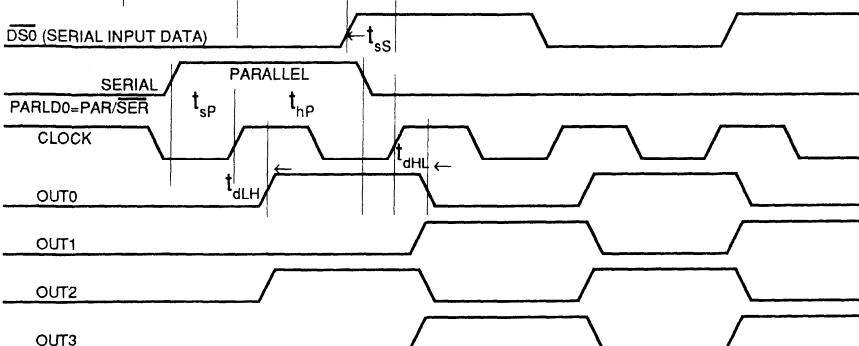 DS0 (SERIAL INPUT DATA)
tsS
SERIAL
PARALLEL
PARLD0=PAR/SER
tsP
thP
CLOCK
tdHL
tdLH
OUT0
OUT1
OUT2
OUT3